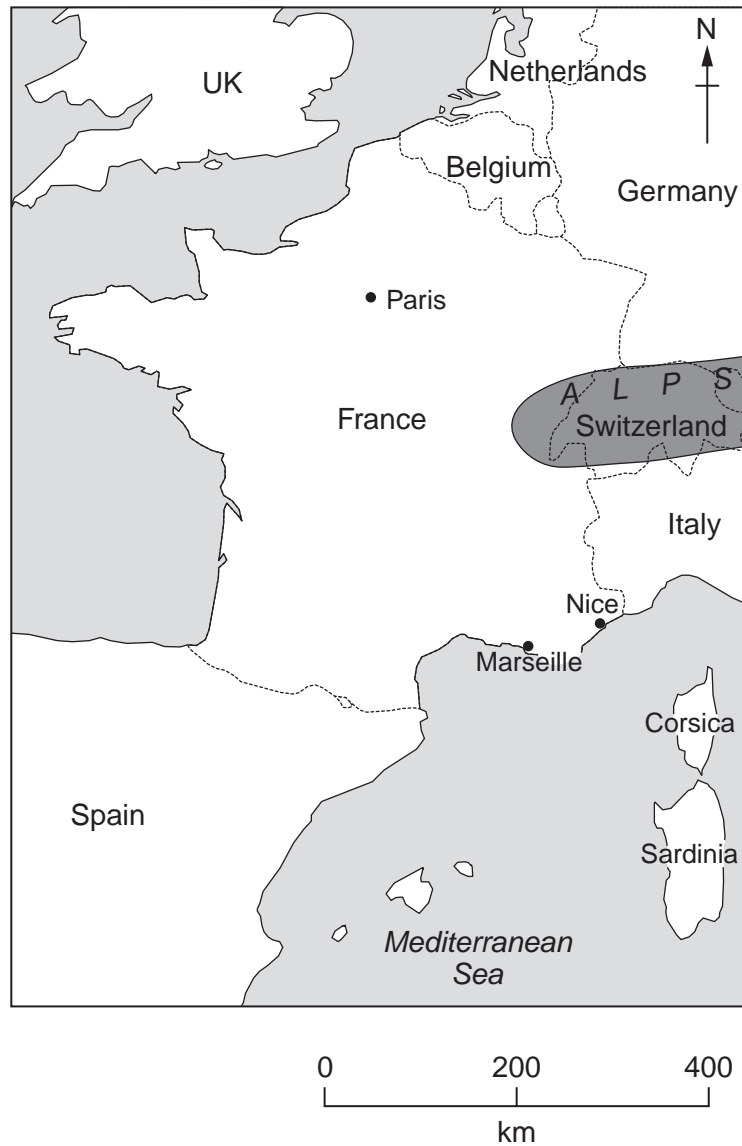 N
UK
Netherlands
Belgium
Germany
Paris
A L P S
France
Switzerland
Italy
Nice
Marseille
Corsica
Spain
Sardinia
Mediterranean
Sea
0 200 400
km